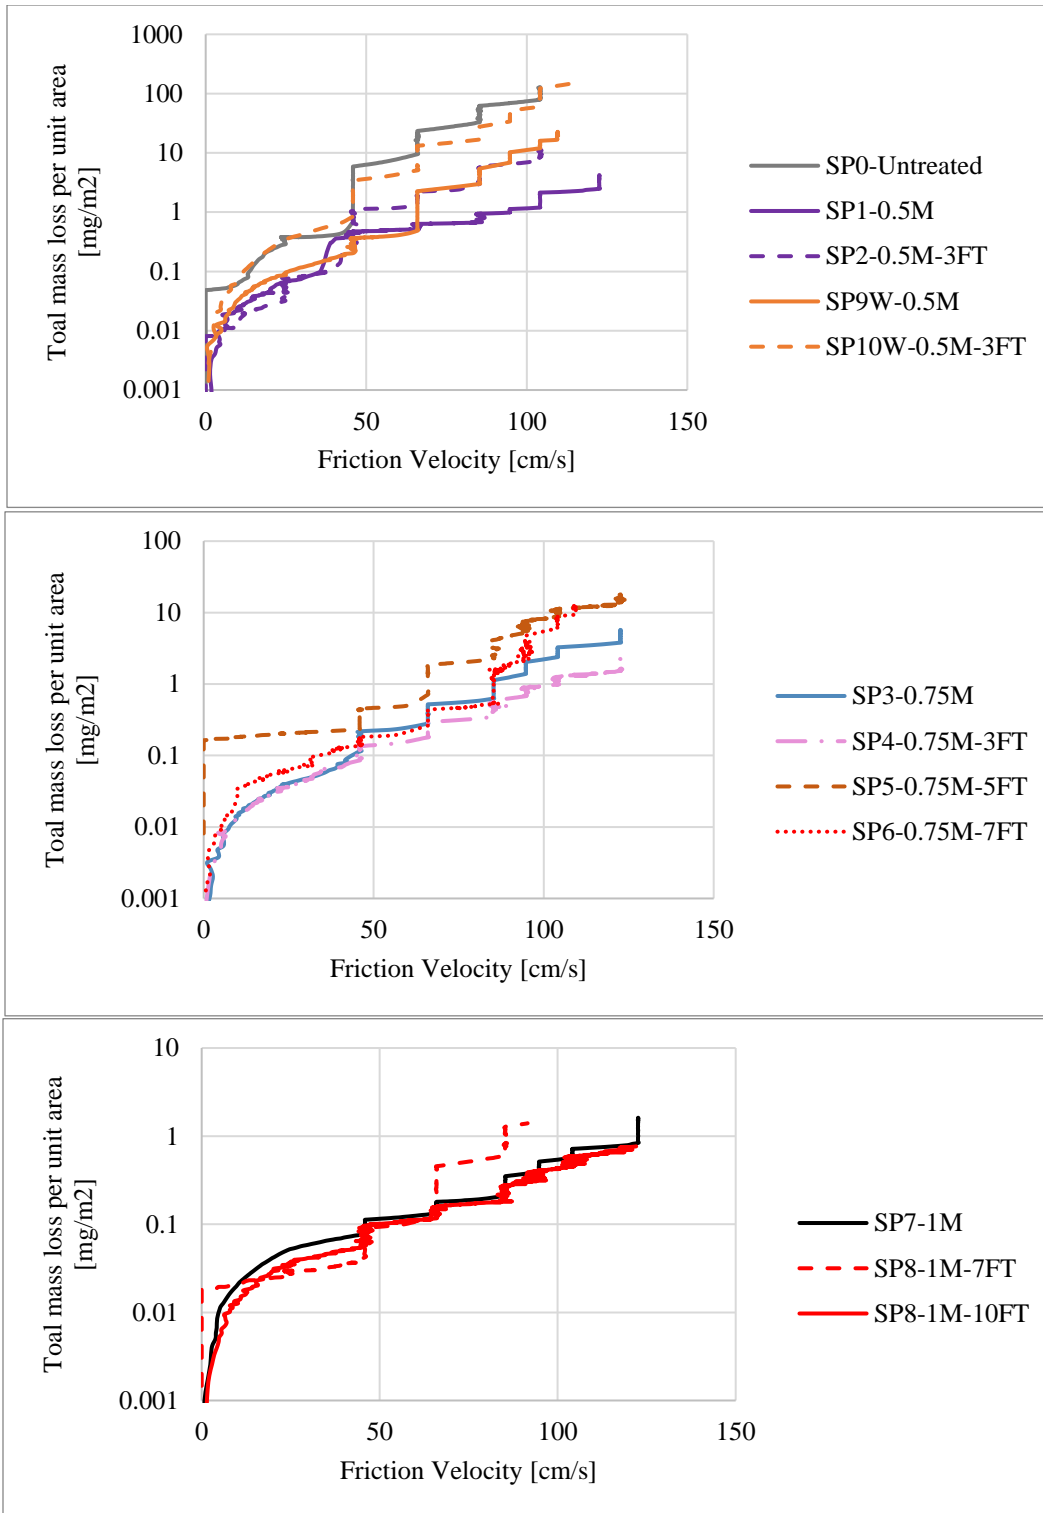 Toal mass loss per unit area
[mg/m2]
1000
100
10
1
0.1
0.01
0.001
0
50
100
150
Friction Velocity [cm/s]
SP0-Untreated
SP1-0.5M
SP2-0.5M-3FT
SP9W-0.5M
SP10W-0.5M-3FT
Toal mass loss per unit area
[mg/m2]
100
10
1
0.1
0.01
0.001
0
50
100
150
Friction Velocity [cm/s]
SP3-0.75M
SP4-0.75M-3FT
SP5-0.75M-5FT
SP6-0.75M-7FT
Toal mass loss per unit area
[mg/m2]
10
1
0.1
0.01
0.001
0
50
100
150
Friction Velocity [cm/s]
SP7-1M
SP8-1M-7FT
SP8-1M-10FT